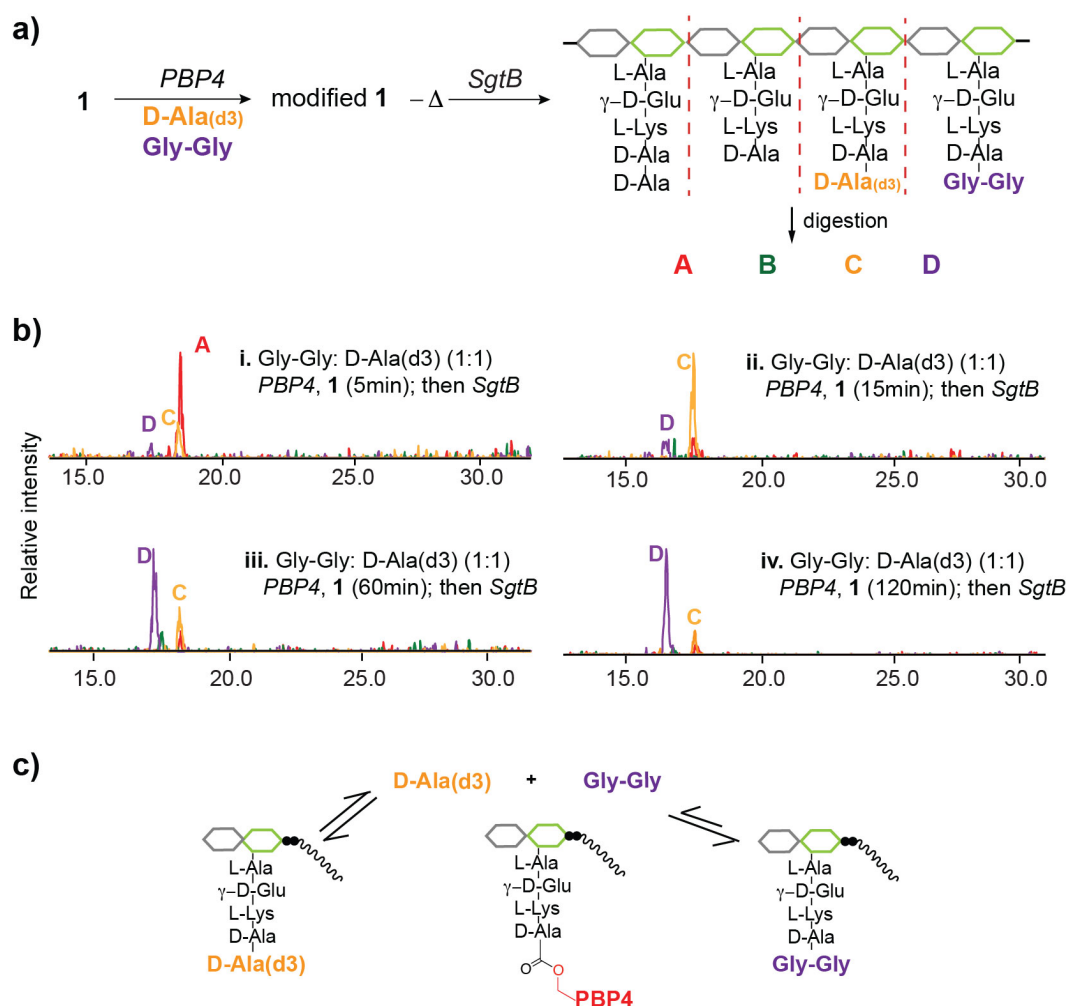 a)
1
PBP4
D-Ala(d3)
Gly-Gly
modified 1
–Δ
SgtB
L-Ala L-Ala L-Ala L-Ala
γ–D-Glu γ–D-Glu γ–D-Glu γ–D-Glu
L-Lys L-Lys L-Lys L-Lys
D-Ala D-Ala D-Ala D-Ala
D-Ala D-Ala(d3) Gly-Gly
digestion
A B C D
b)
Relative intensity
A
C
D
i. Gly-Gly: D-Ala(d3) (1:1)
PBP4, 1 (5min); then SgtB
15.0 20.0 25.0 30.0
C
D
ii. Gly-Gly: D-Ala(d3) (1:1)
PBP4, 1 (15min); then SgtB
15.0 20.0 25.0 30.0
D
C
iii. Gly-Gly: D-Ala(d3) (1:1)
PBP4, 1 (60min); then SgtB
15.0 20.0 25.0 30.0
D
C
iv. Gly-Gly: D-Ala(d3) (1:1)
PBP4, 1 (120min); then SgtB
15.0 20.0 25.0 30.0
c)
D-Ala(d3) + Gly-Gly
L-Ala
γ–D-Glu
L-Lys
D-Ala
D-Ala(d3)
L-Ala
γ–D-Glu
L-Lys
D-Ala
O O
PBP4
L-Ala
γ–D-Glu
L-Lys
D-Ala
Gly-Gly